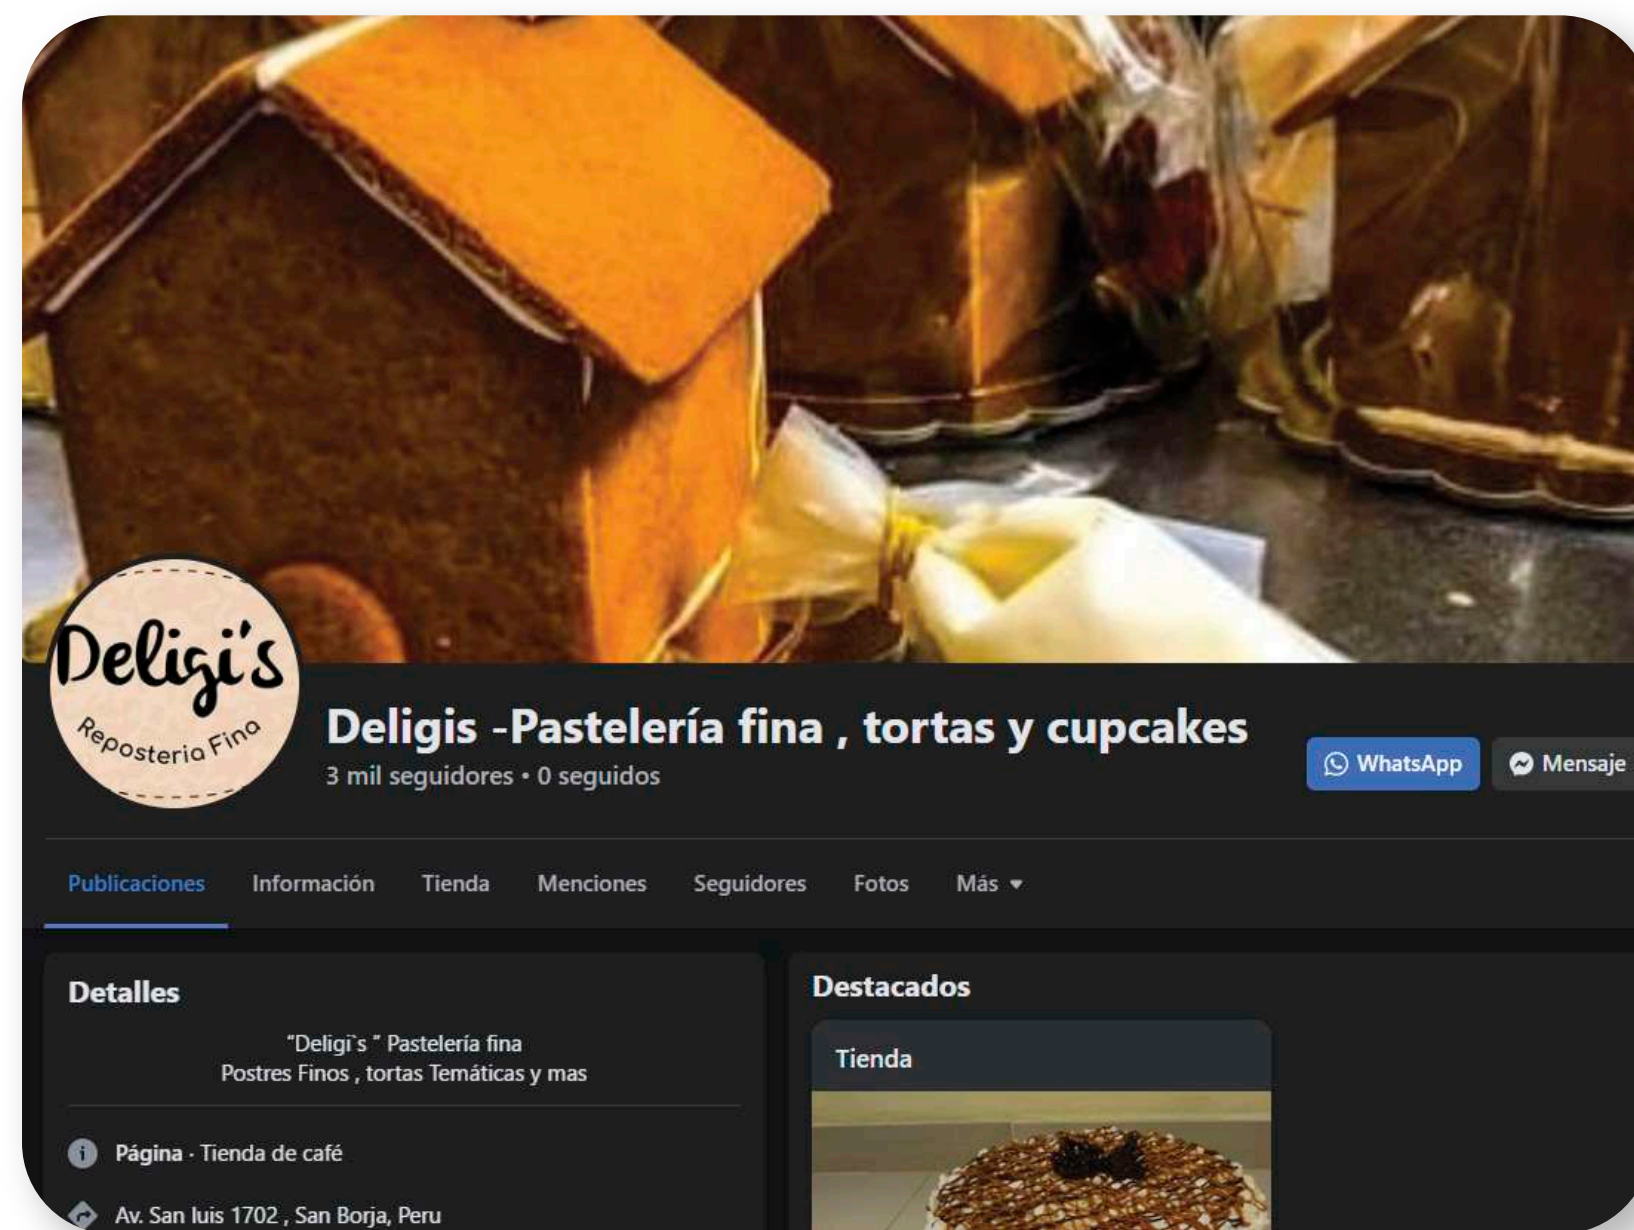 Deligi's
Reposteria Fina
Deligis -Pastelería fina , tortas y cupcakes
3 mil seguidores • 0 seguidos
WhatsApp
Mensaje
Publicaciones Información Tienda Menciones Seguidores Fotos Más
Detalles
"Deligi`s " Pastelería fina
Postres Finos , tortas Temáticas y mas
Página · Tienda de café
Av. San luis 1702 , San Borja, Peru
Destacados
Tienda